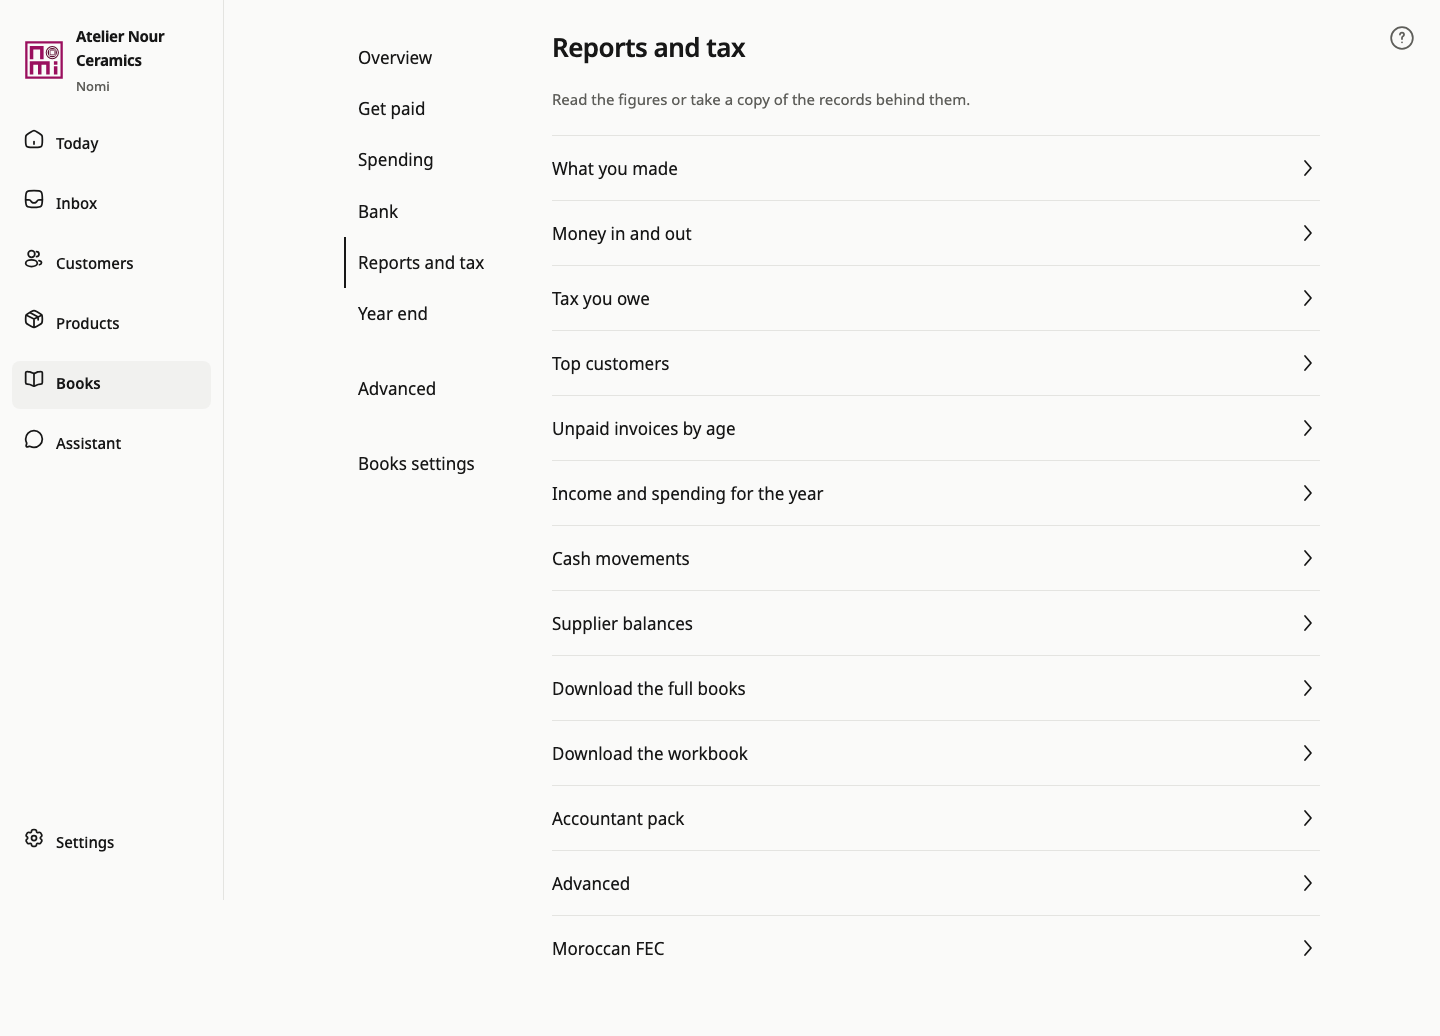 Atelier Nour
Ceramics
Nomi
Today
Inbox
Customers
Products
Books
Assistant
Settings
Overview
Get paid
Spending
Bank
Reports and tax
Year end
Advanced
Books settings
Reports and tax
Read the figures or take a copy of the records behind them.
What you made
Money in and out
Tax you owe
Top customers
Unpaid invoices by age
Income and spending for the year
Cash movements
Supplier balances
Download the full books
Download the workbook
Accountant pack
Advanced
Moroccan FEC